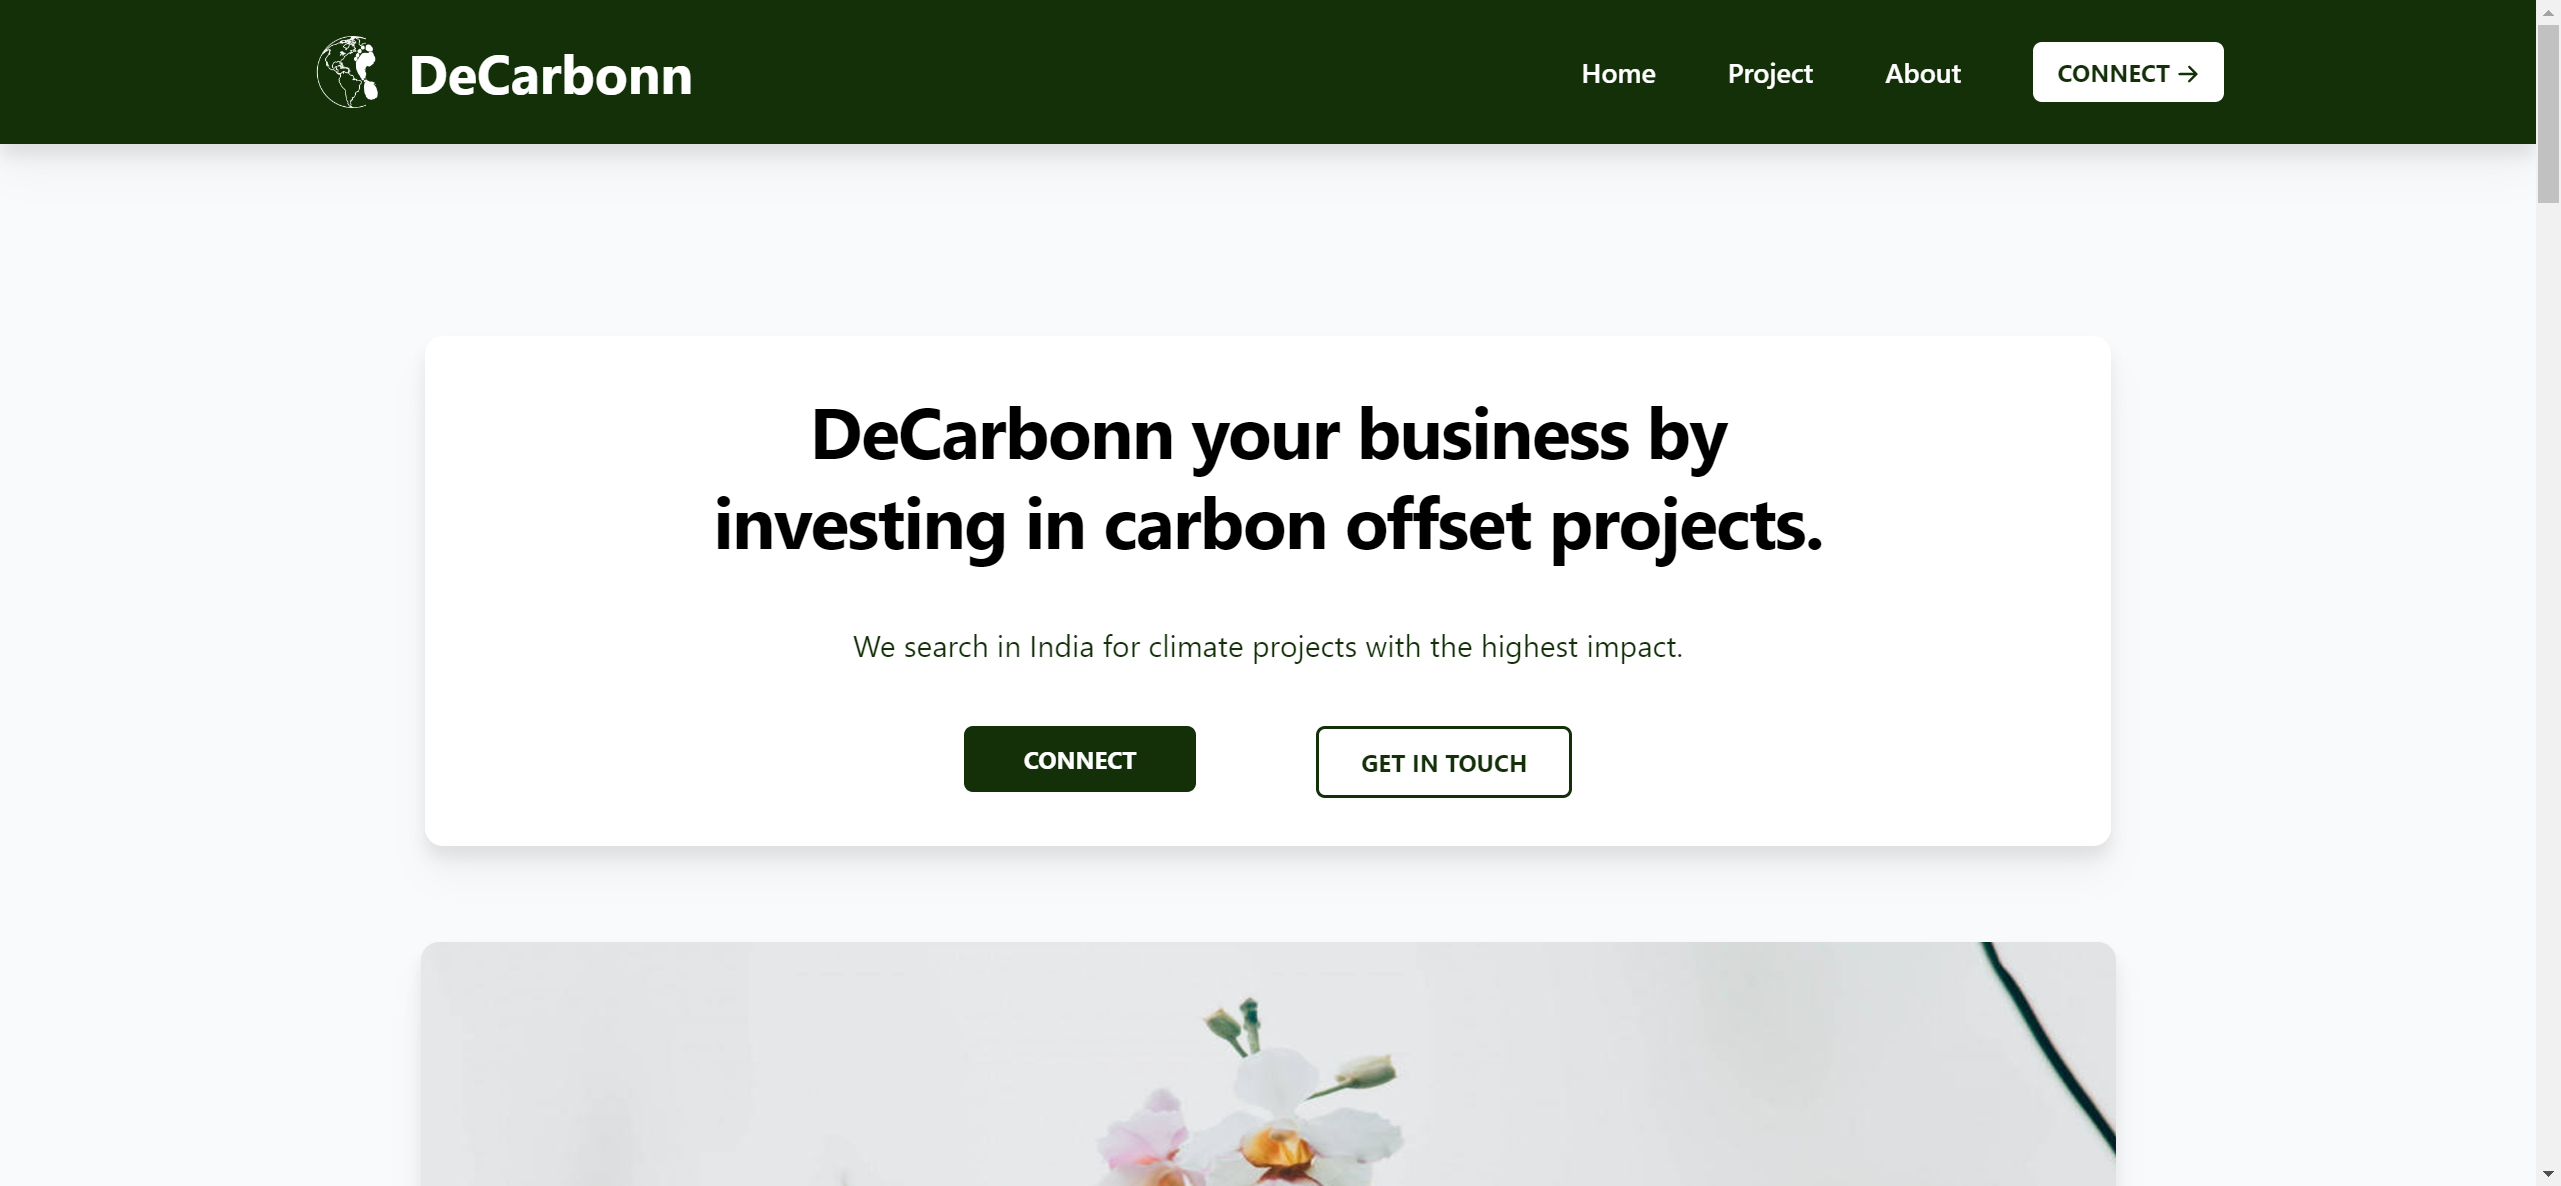 DeCarbonn
Home
Project
About
CONNECT →
DeCarbonn your business by
investing in carbon offset projects.
We search in India for climate projects with the highest impact.
CONNECT
GET IN TOUCH